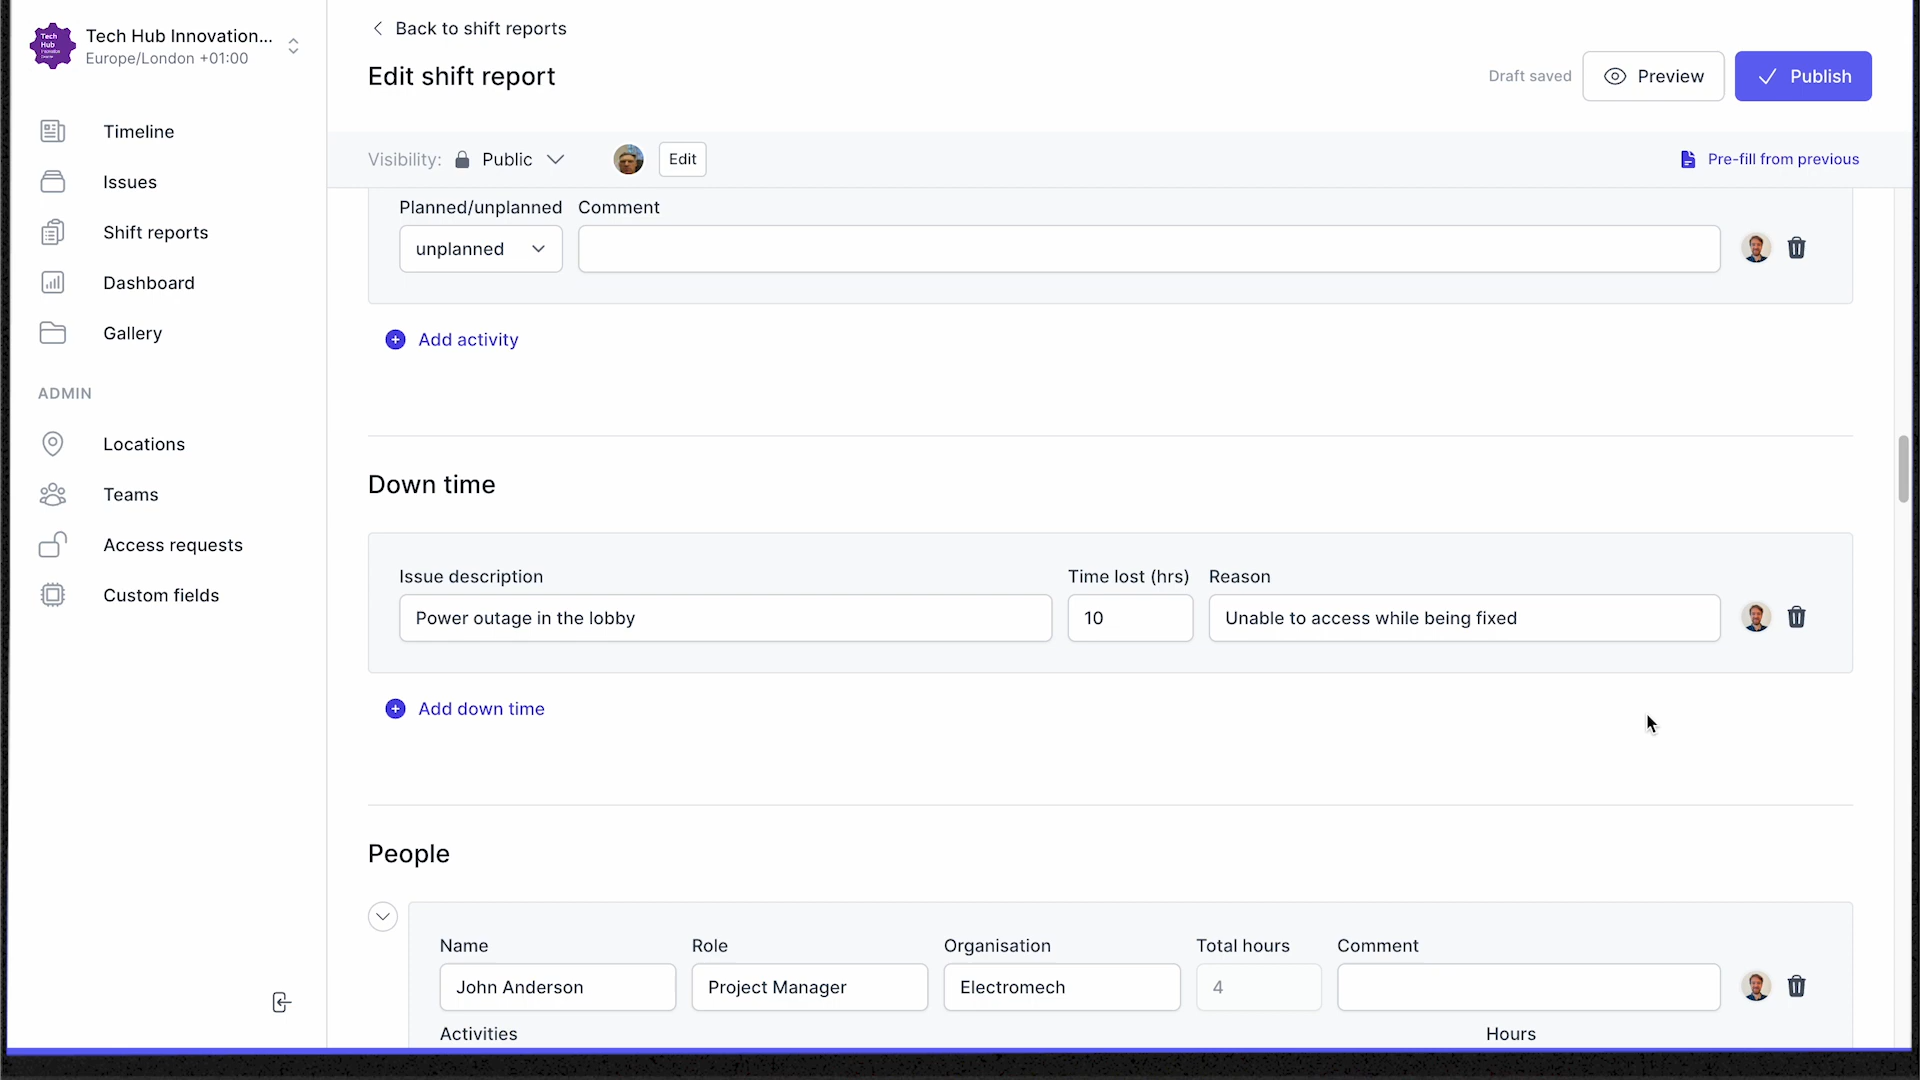 Tech Hub Innovation...
Europe/London +01:00
Timeline
Issues
Shift reports
Dashboard
Gallery
ADMIN
Locations
Teams
Access requests
Custom fields
Back to shift reports
Edit shift report
Draft saved
Preview
Publish
Visibility:
Public
Edit
Pre-fill from previous
Planned/unplanned
Comment
unplanned
Add activity
Down time
Issue description
Time lost (hrs)
Reason
Power outage in the lobby
10
Unable to access while being fixed
Add down time
People
Name
Role
Organisation
Total hours
Comment
John Anderson
Project Manager
Electromech
4
Activities
Hours
Tech
Hub